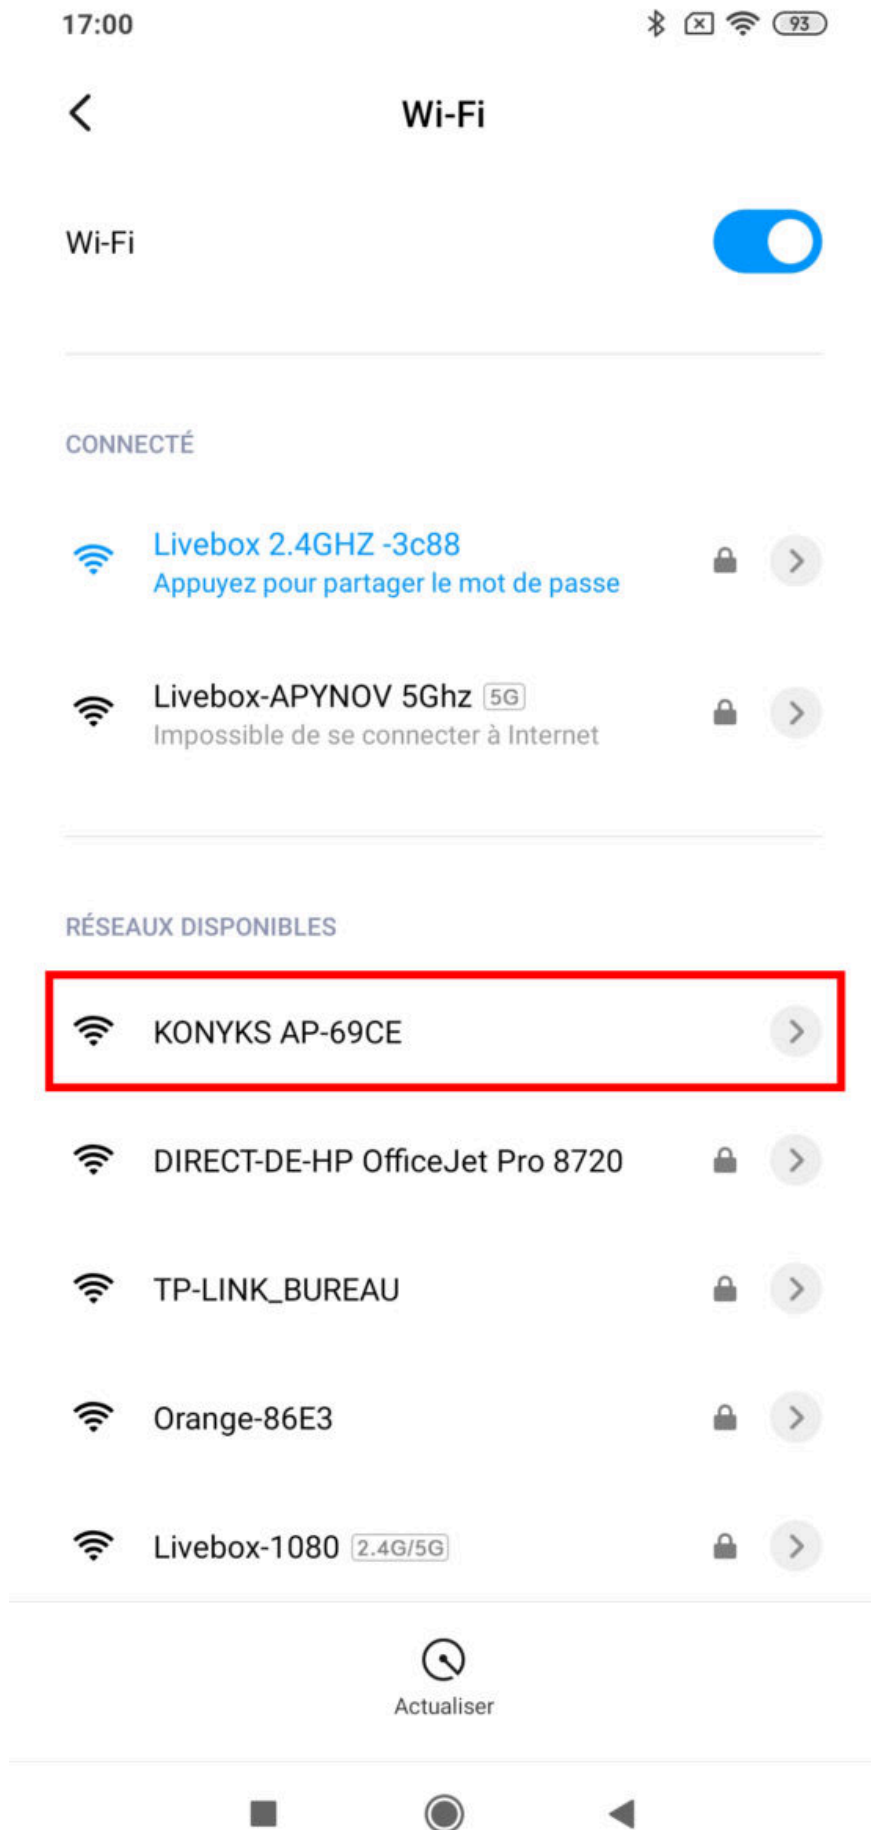 17:00
93
Wi-Fi
Wi-Fi
CONNECTÉ
Livebox 2.4GHZ -3c88
Appuyez pour partager le mot de passe
Livebox-APYNOV 5Ghz 5G
Impossible de se connecter à Internet
RÉSEAUX DISPONIBLES
KONYKS AP-69CE
DIRECT-DE-HP OfficeJet Pro 8720
TP-LINK_BUREAU
Orange-86E3
Livebox-1080 2.4G/5G
Actualiser